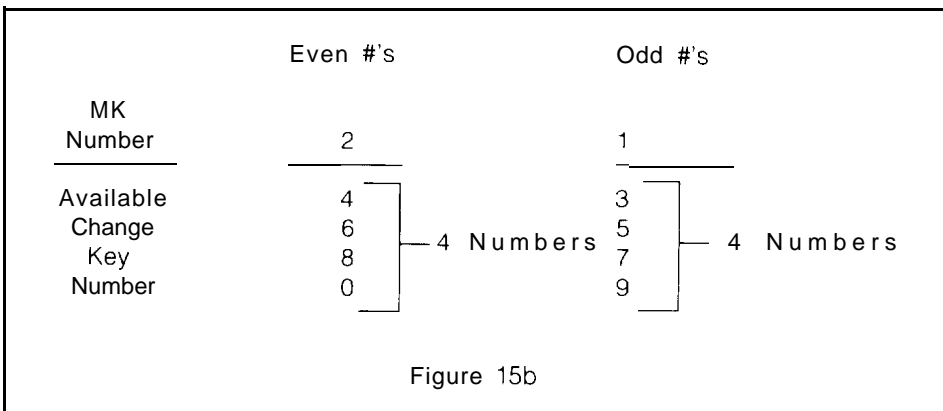 Even #'s Odd #'s
MK
Number 2 1
Available 4 3
Change 6 5
4 Numbers 4 Numbers
Key 8 7
Number 0 9
Figure 15b